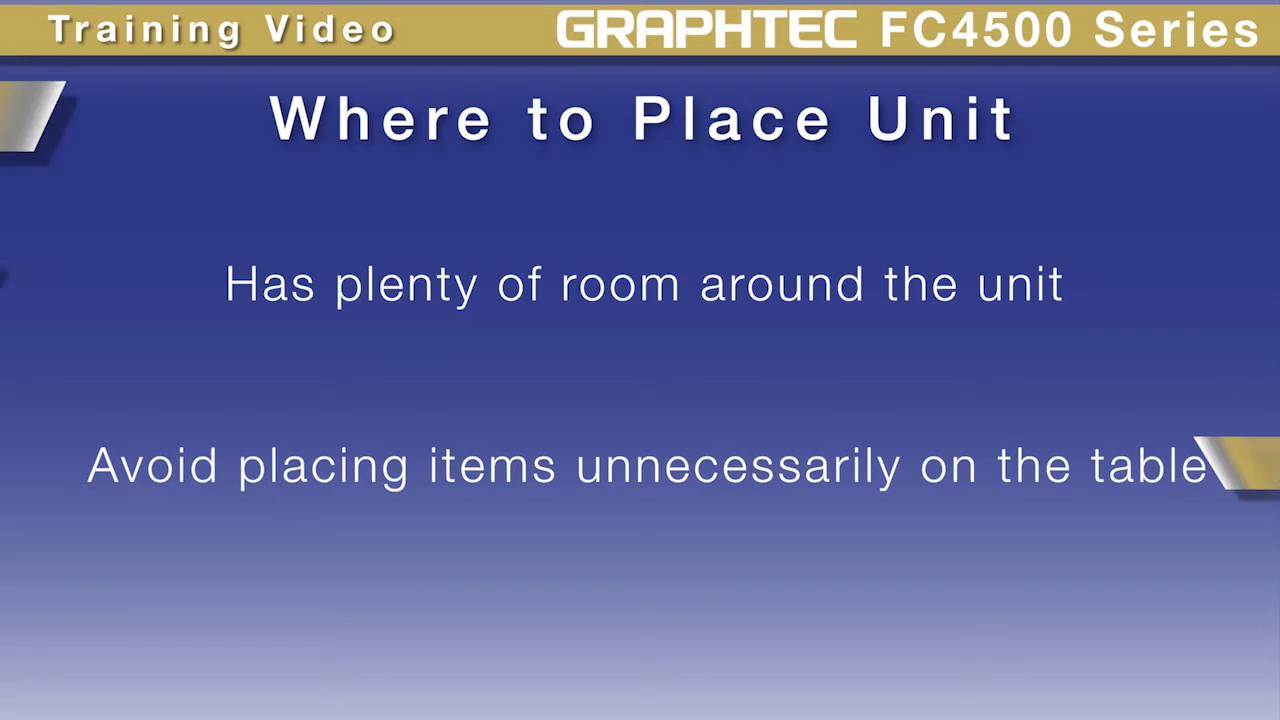 Training Video
GRAPHTEC FC4500 Series
Where to Place Unit
Has plenty of room around the unit
Avoid placing items unnecessarily on the table